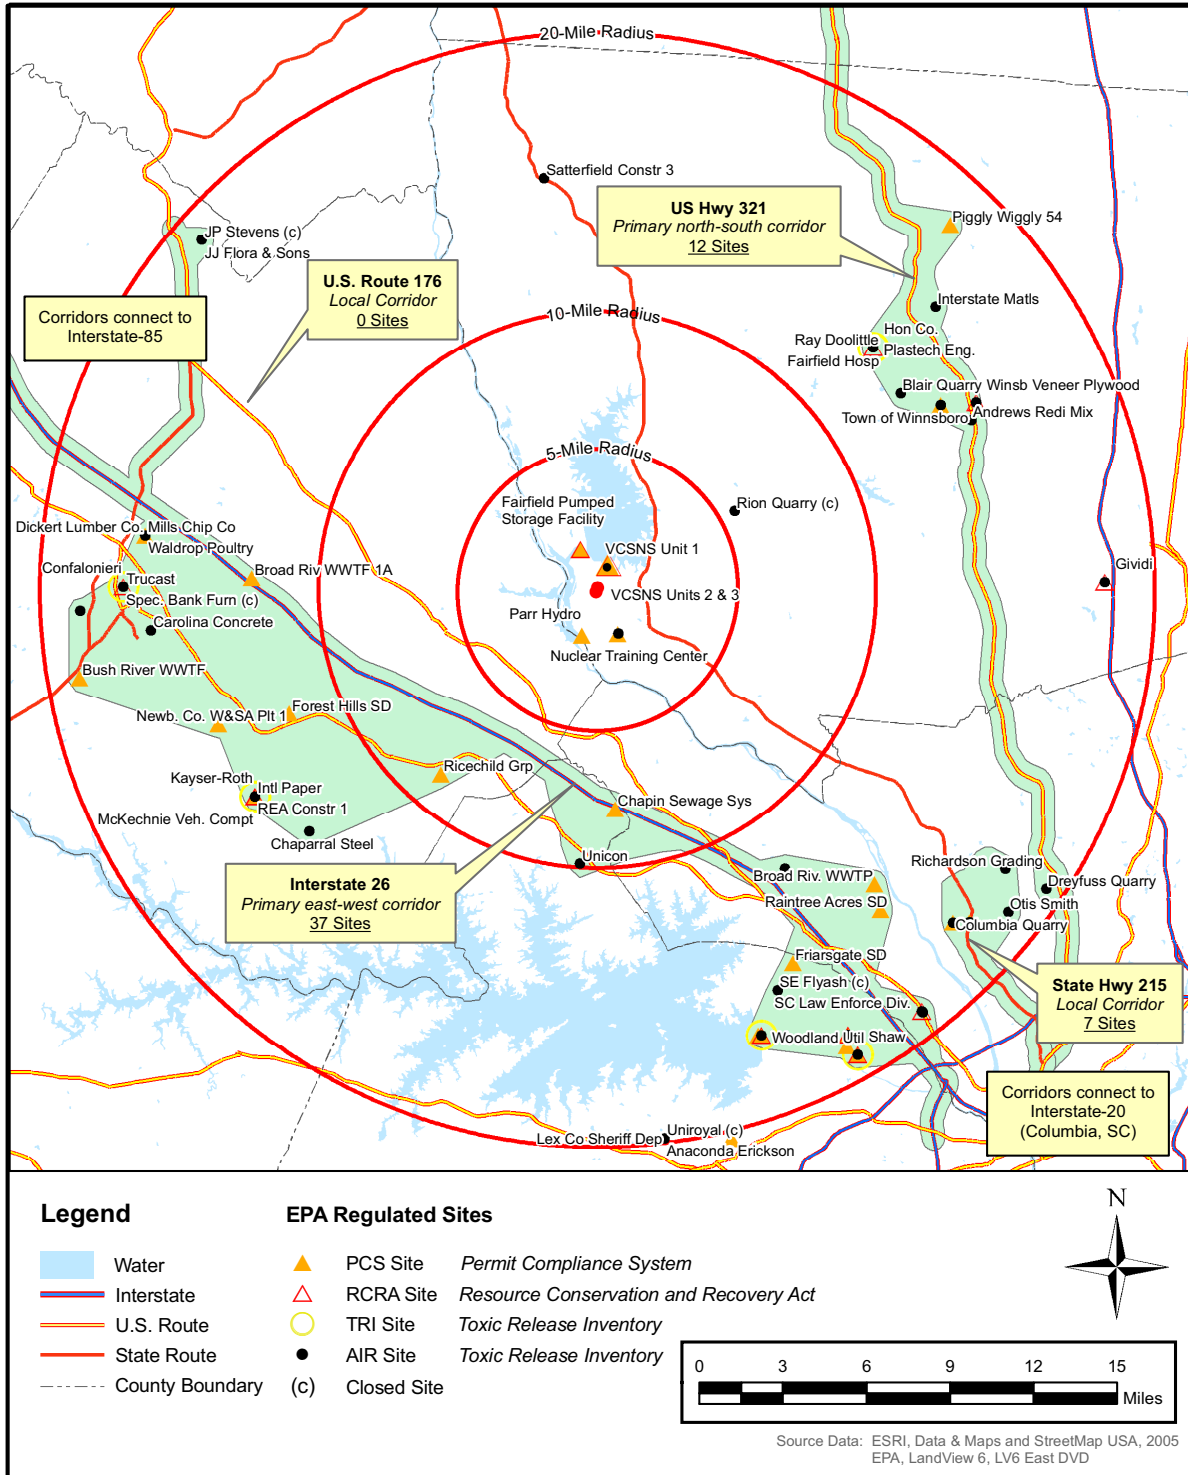 20-Mile Radius
Satterfield Constr 3
US Hwy 321
Primary north-south corridor
12 Sites
Piggly Wiggly 54
JP Stevens (c)
JJ Flora & Sons
U.S. Route 176
Local Corridor
0 Sites
Corridors connect to
Interstate-85
10-Mile Radius
Interstate Matls
Hon Co.
Ray Doolittle
Plastech Eng.
Fairfield Hosp
Blair Quarry
Winsb Veneer Plywood
Town of Winnsboro
Andrews Redi Mix
5-Mile Radius
Fairfield Pumped
Storage Facility
Rion Quarry (c)
VCSNS Unit 1
VCSNS Units 2 & 3
Parr Hydro
Nuclear Training Center
Gividi
Dickert Lumber Co.
Mills Chip Co
Waldrop Poultry
Confalonieri
Trucast
Spec. Bank Furn (c)
Broad Riv WWTF 1A
Carolina Concrete
Bush River WWTF
Newb. Co. W&SA Plt 1
Forest Hills SD
Ricechild Grp
Kayser-Roth
Intl Paper
REA Constr 1
McKechnie Veh. Compt
Chaparral Steel
Chapin Sewage Sys
Unicon
Interstate 26
Primary east-west corridor
37 Sites
Broad Riv. WWTP
Raintree Acres SD
Richardson Grading
Dreyfuss Quarry
Otis Smith
Columbia Quarry
Friarsgate SD
SE Flyash (c)
SC Law Enforce Div.
Woodland Util
Shaw
State Hwy 215
Local Corridor
7 Sites
Corridors connect to
Interstate-20
(Columbia, SC)
Uniroyal (c)
Lex Co Sheriff Dep
Anaconda Erickson
Legend
Water
Interstate
U.S. Route
State Route
County Boundary
EPA Regulated Sites
PCS Site Permit Compliance System
RCRA Site Resource Conservation and Recovery Act
TRI Site Toxic Release Inventory
AIR Site Toxic Release Inventory
(c) Closed Site
N
0 3 6 9 12 15
Miles
Source Data: ESRI, Data & Maps and StreetMap USA, 2005
EPA, LandView 6, LV6 East DVD